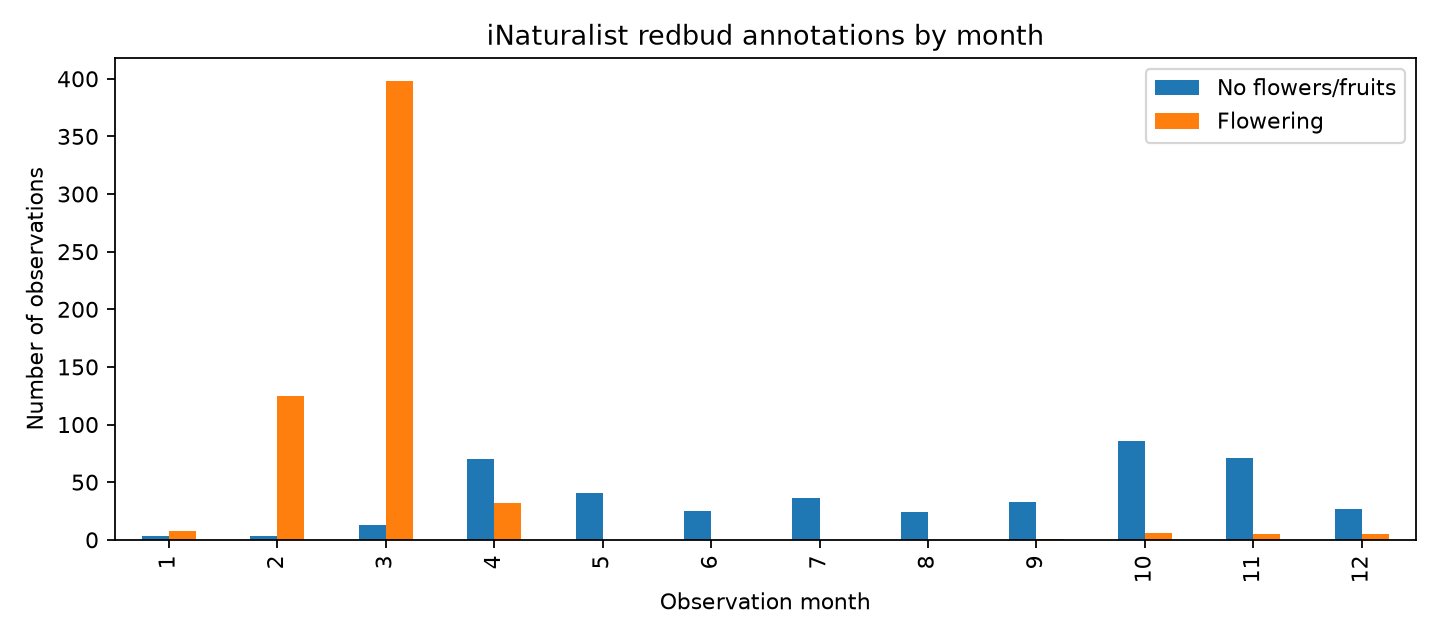 iNaturalist redbud annotations by month
No flowers/fruits
Flowering
Number of observations
400
350
300
250
200
150
100
50
0
1 2 3 4 5 6 7 8 9 10 11 12
Observation month